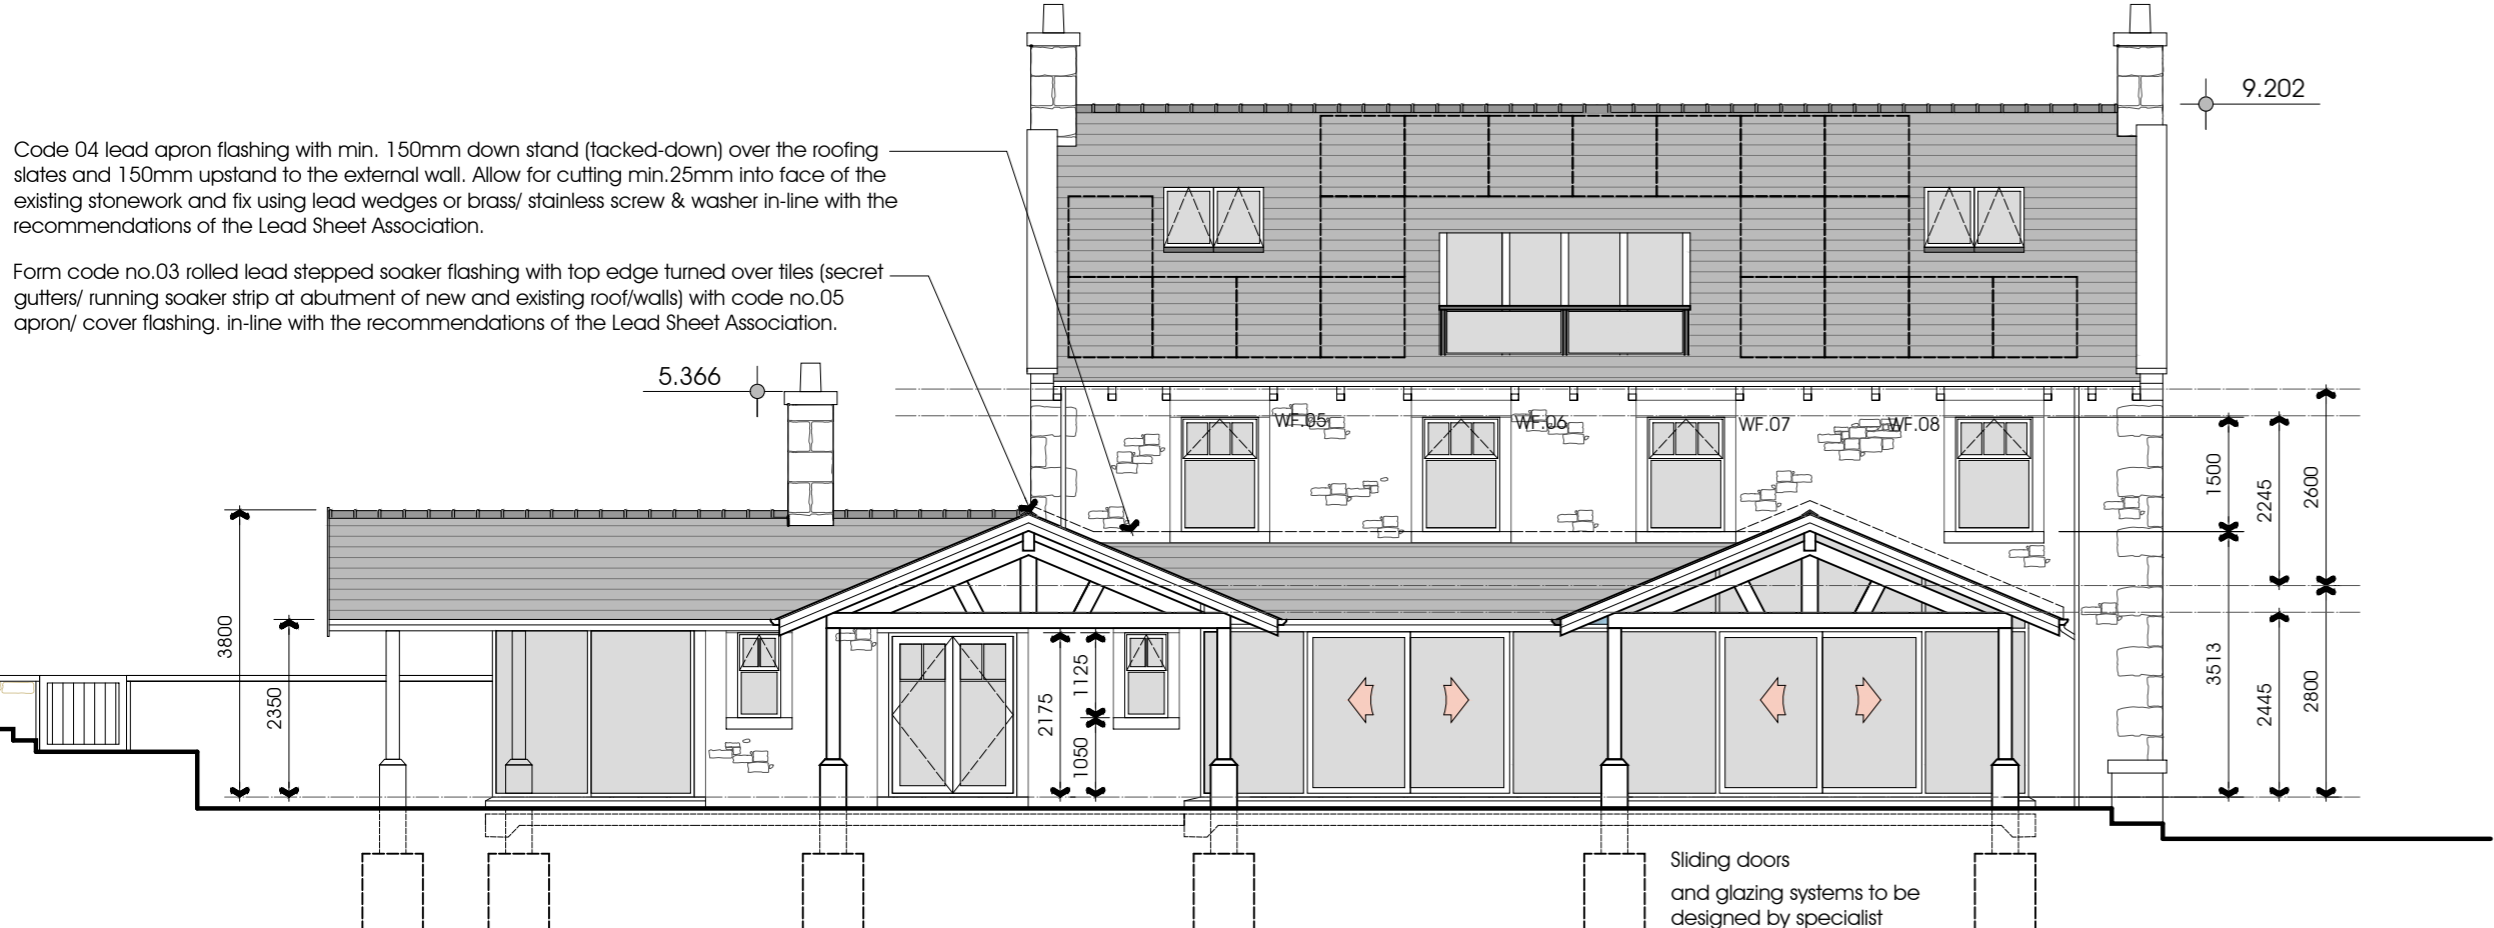 9.202
Code 04 lead apron flashing with min. 150mm down stand (tacked-down) over the roofing
slates and 150mm upstand to the external wall. Allow for cutting min.25mm into face of the
existing stonework and fix using lead wedges or brass/ stainless screw & washer in-line with the
recommendations of the Lead Sheet Association.
Form code no.03 rolled lead stepped soaker flashing with top edge turned over tiles (secret
gutters/ running soaker strip at abutment of new and existing roof/walls) with code no.05
apron/ cover flashing. in-line with the recommendations of the Lead Sheet Association.
5.366
WF.05
WF.06
WF.07
WF.08
1500
2245
2600
3800
2350
2175
1125
1050
3513
2445
2800
Sliding doors
and glazing systems to be
designed by specialist